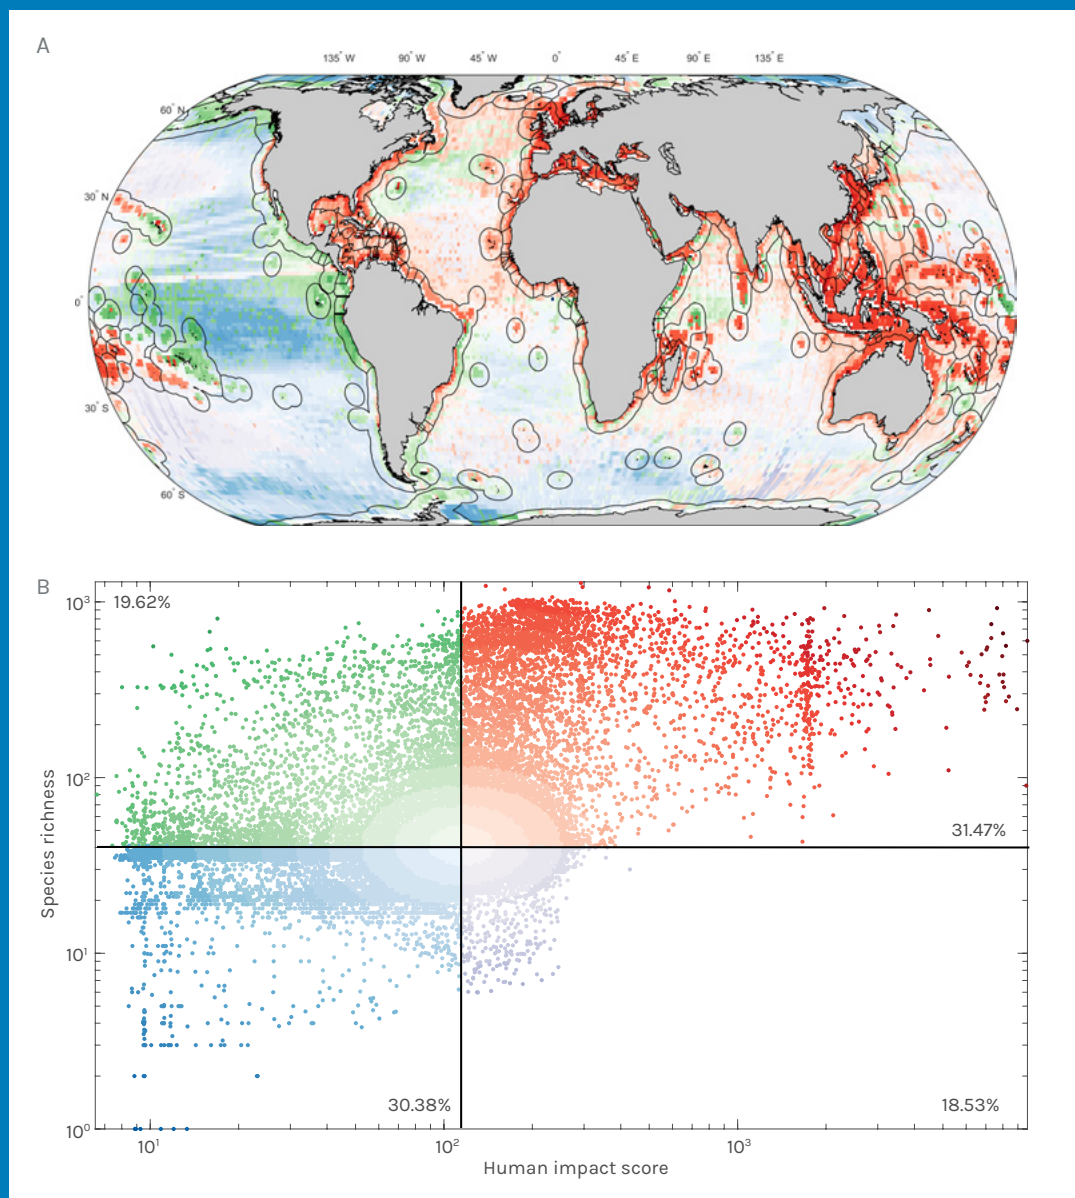 A
135° W 90° W 45° W 0° 45° E 90° E 135° E
60° N
30° N
0°
30° S
60° S
B
10³
19.62%
10²
31.47%
Species richness
10¹
30.38%
18.53%
10⁰
10¹ 10² 10³
Human impact score